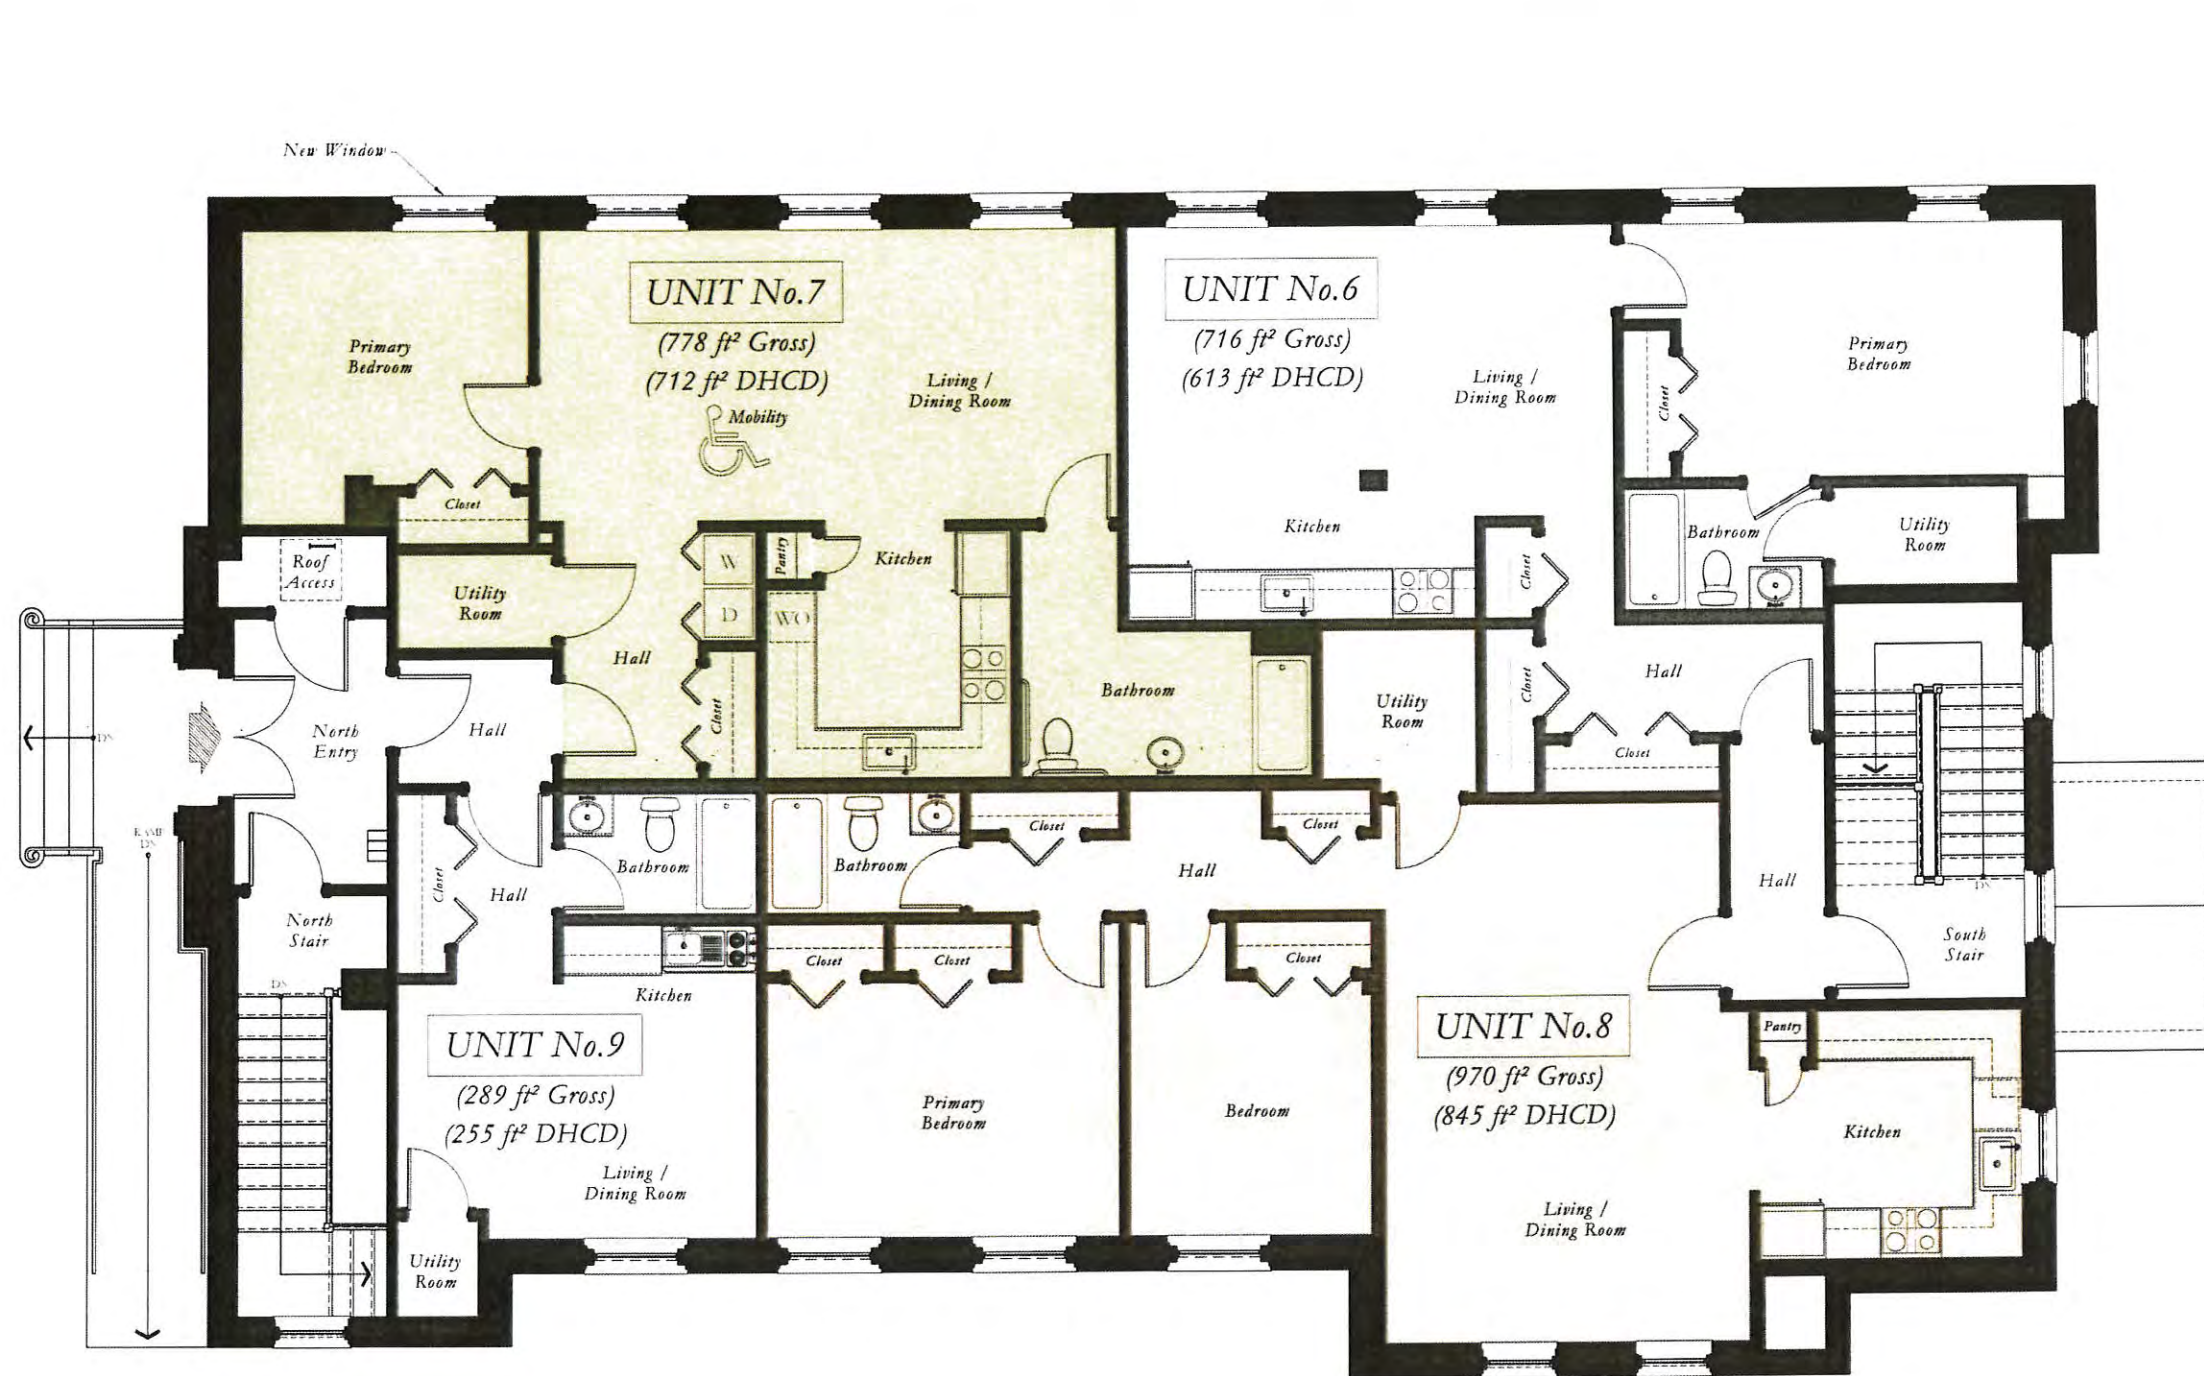 New Window
UNIT No.7
(778 ft² Gross)
(712 ft² DHCD)
Mobility
Primary
Bedroom
Closet
Living /
Dining Room
Roof
Access
Utility
Room
W
D
Pantry
Kitchen
WO
Hall
Closet
Bathroom
UNIT No.6
(716 ft² Gross)
(613 ft² DHCD)
Living /
Dining Room
Kitchen
Closet
Primary
Bedroom
Bathroom
Utility
Room
Closet
Closet
Hall
Closet
Utility
Room
DN
North
Entry
Hall
RAMP
DN
Closet
Hall
Bathroom
Bathroom
Closet
Hall
Closet
Hall
DN
South
Stair
North
Stair
DN
Kitchen
UNIT No.9
(289 ft² Gross)
(255 ft² DHCD)
Living /
Dining Room
Utility
Room
Closet
Closet
Primary
Bedroom
Closet
Bedroom
UNIT No.8
(970 ft² Gross)
(845 ft² DHCD)
Living /
Dining Room
Pantry
Kitchen